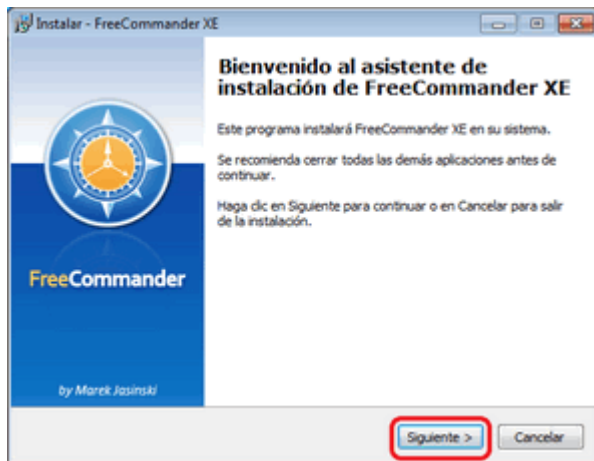 Instalar - FreeCommander XE
Bienvenido al asistente de
instalación de FreeCommander XE
Este programa instalará FreeCommander XE en su sistema.
Se recomienda cerrar todas las demás aplicaciones antes de
continuar.
Haga clic en Siguiente para continuar o en Cancelar para salir
de la instalación.
FreeCommander
by Marek Jasinski
Siguiente >
Cancelar